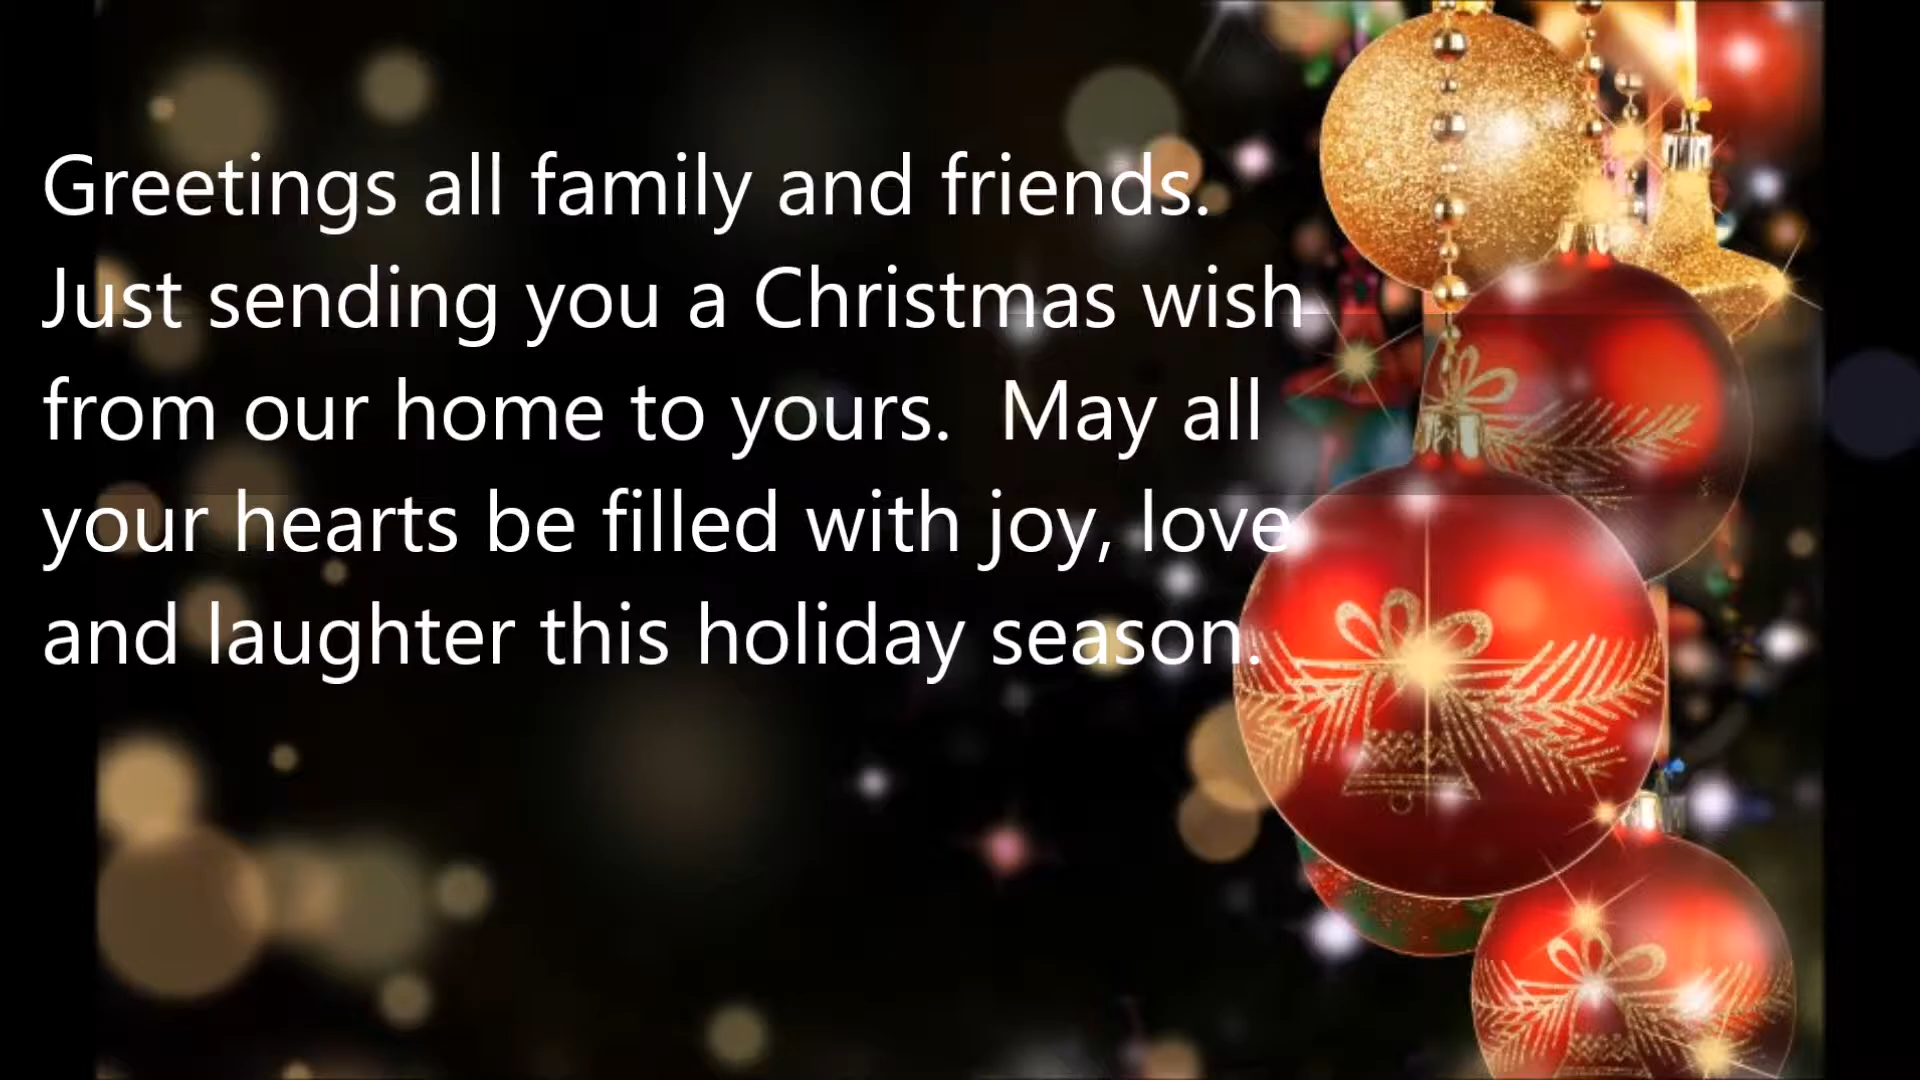 Greetings all family and friends.
Just sending you a Christmas wish
from our home to yours.  May all
your hearts be filled with joy, love
and laughter this holiday season.